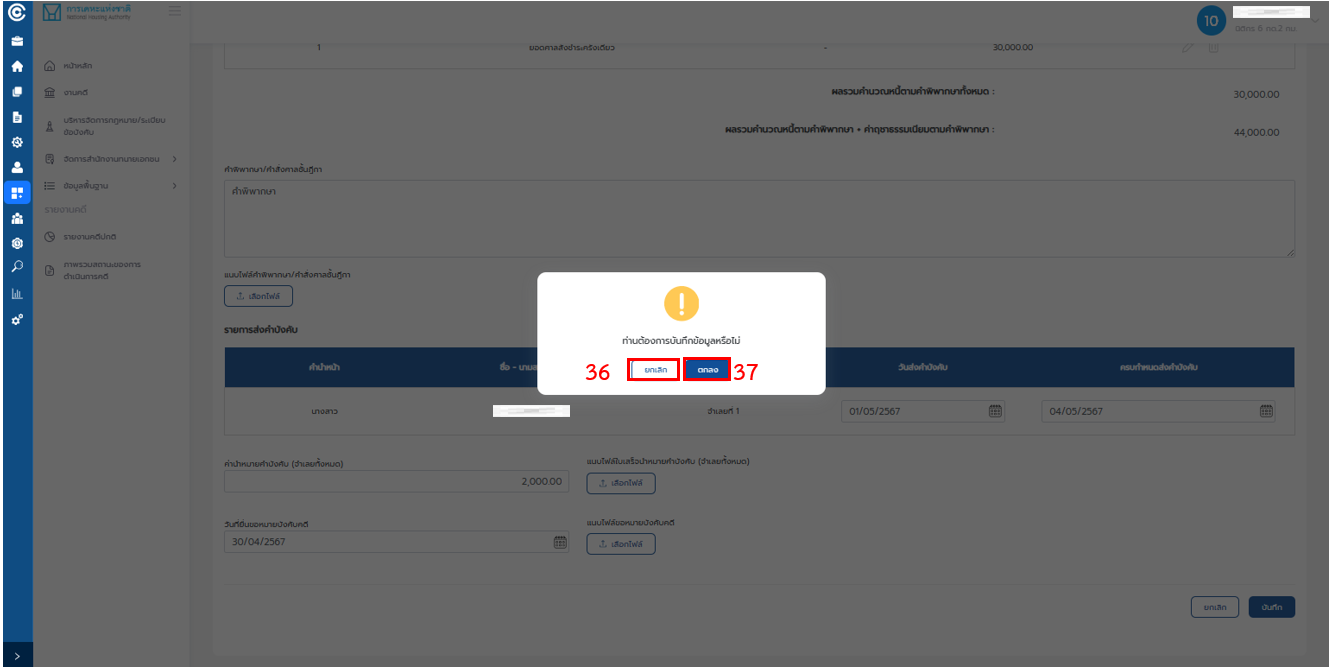 การเคหะแห่งชาติ
National Housing Authority
10
นิติกร 6 กด.2 กม.
หน้าหลัก
งานคดี
บริหารจัดการกฎหมาย/ระเบียบ
ข้อบังคับ
จัดการสำนักงานทนายเอกชน
ข้อมูลพื้นฐาน
รายงานคดี
รายงานคดีปกติ
ภาพรวมสถานะของการ
ดำเนินการคดี
1 ยอดศาลสั่งชำระครั้งเดียว - 30,000.00
ผลรวมคำนวณหนี้ตามคำพิพากษาทั้งหมด : 30,000.00
ผลรวมคำนวณหนี้ตามคำพิพากษา + ค่าฤชาธรรมเนียมตามคำพิพากษา : 44,000.00
คำพิพากษา/คำสั่งศาลชั้นฎีกา
คำพิพากษา
แนบไฟล์คำพิพากษา/คำสั่งศาลชั้นฎีกา
เลือกไฟล์
ท่านต้องการบันทึกข้อมูลหรือไม่
36 ยกเลิก ตกลง 37
รายการส่งคำบังคับ
คำนำหน้า ชื่อ - นามส วันส่งคำบังคับ ครบกำหนดส่งคำบังคับ
นางสาว จำเลยที่ 1 01/05/2567 04/05/2567
ค่านำหมายคำบังคับ (จำเลยทั้งหมด) แนบไฟล์ใบเสร็จนำหมายคำบังคับ (จำเลยทั้งหมด)
2,000.00 เลือกไฟล์
วันที่ยื่นขอหมายบังคับคดี แนบไฟล์ขอหมายบังคับคดี
30/04/2567 เลือกไฟล์
ยกเลิก บันทึก